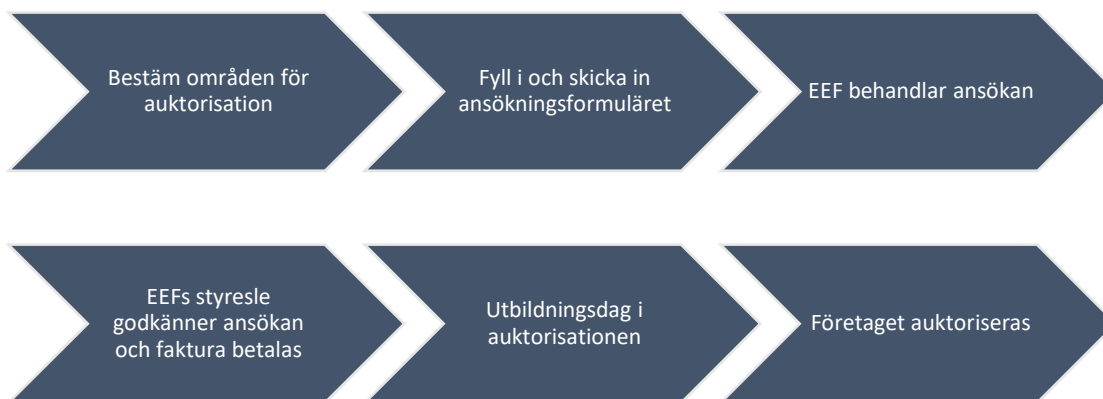 Bestäm områden för
auktorisation
Fyll i och skicka in
ansökningsformuläret
EEF behandlar ansökan
EEFs styresle
godkänner ansökan
och faktura betalas
Utbildningsdag i
auktorisationen
Företaget auktoriseras